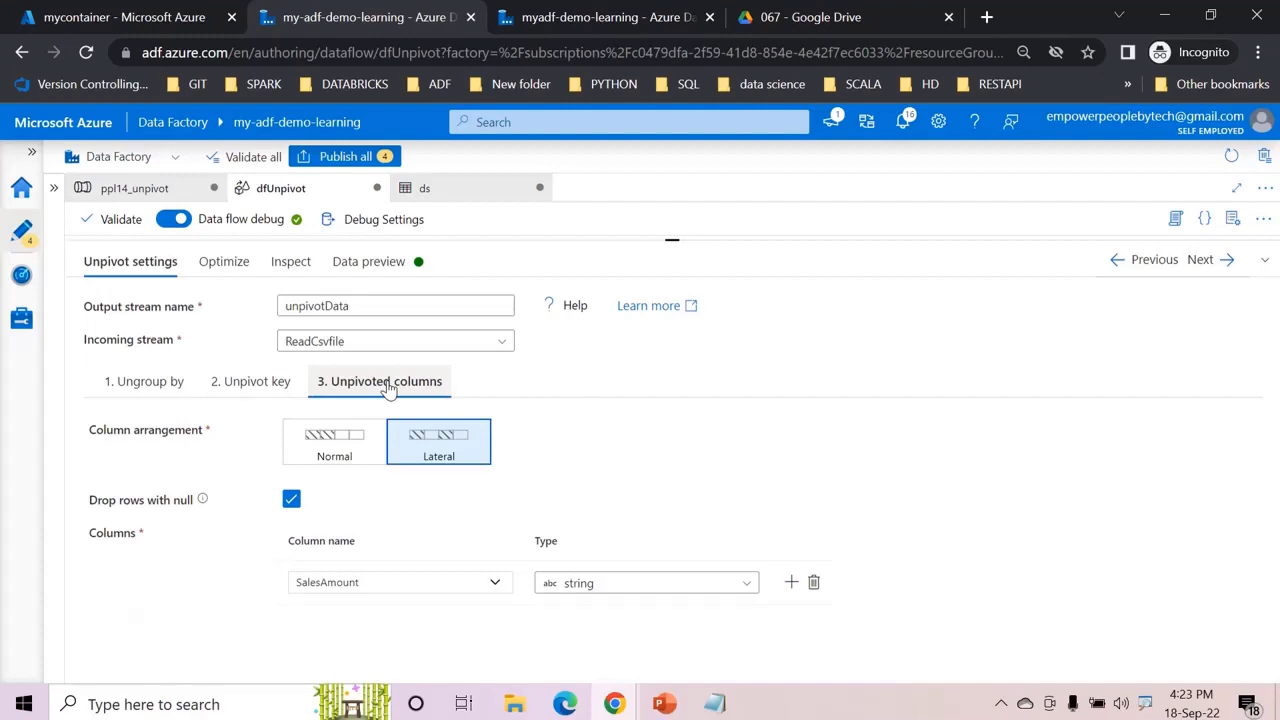 mycontainer - Microsoft Azure
my-adf-demo-learning - Azure D
myadf-demo-learning - Azure Da
067 - Google Drive
adf.azure.com/en/authoring/dataflow/dfUnpivot?factory=%2Fsubscriptions%2Fc0479dfa-2f59-41d8-854e-4e42f7ec6033%2FresourceGrou...
Incognito
Version Controlling...
GIT
SPARK
DATABRICKS
ADF
New folder
PYTHON
SQL
data science
SCALA
HD
RESTAPI
»
Other bookmarks
Microsoft Azure
Data Factory
my-adf-demo-learning
Search
1
16
empowerpeoplebytech@gmail.com
SELF EMPLOYED
Data Factory
Validate all
Publish all 4
ppl14_unpivot
dfUnpivot
ds
4
Validate
Data flow debug
Debug Settings
Unpivot settings
Optimize
Inspect
Data preview
Previous
Next
Output stream name *
unpivotData
? Help
Learn more
Incoming stream *
ReadCsvfile
1. Ungroup by
2. Unpivot key
3. Unpivoted columns
Column arrangement *
Normal
Lateral
Drop rows with null
Columns *
Column name
Type
SalesAmount
abc string
Type here to search
4:23 PM
18-Sep-22
18